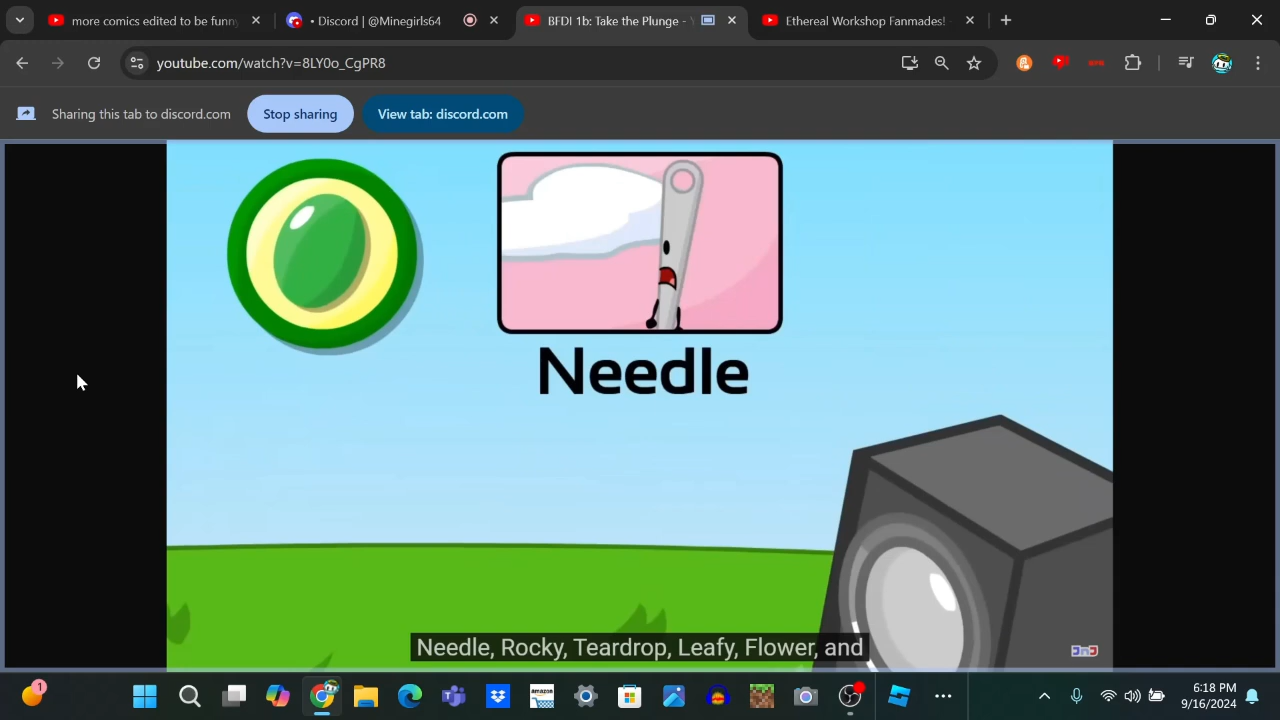 more comics edited to be funny
• Discord | @Minegirls64
BFDI 1b: Take the Plunge - Y
Ethereal Workshop Fanmades! -
youtube.com/watch?v=8LY0o_CgPR8
Sharing this tab to discord.com
Stop sharing
View tab: discord.com
Needle
Needle, Rocky, Teardrop, Leafy, Flower, and
1
amazon
6:18 PM
9/16/2024